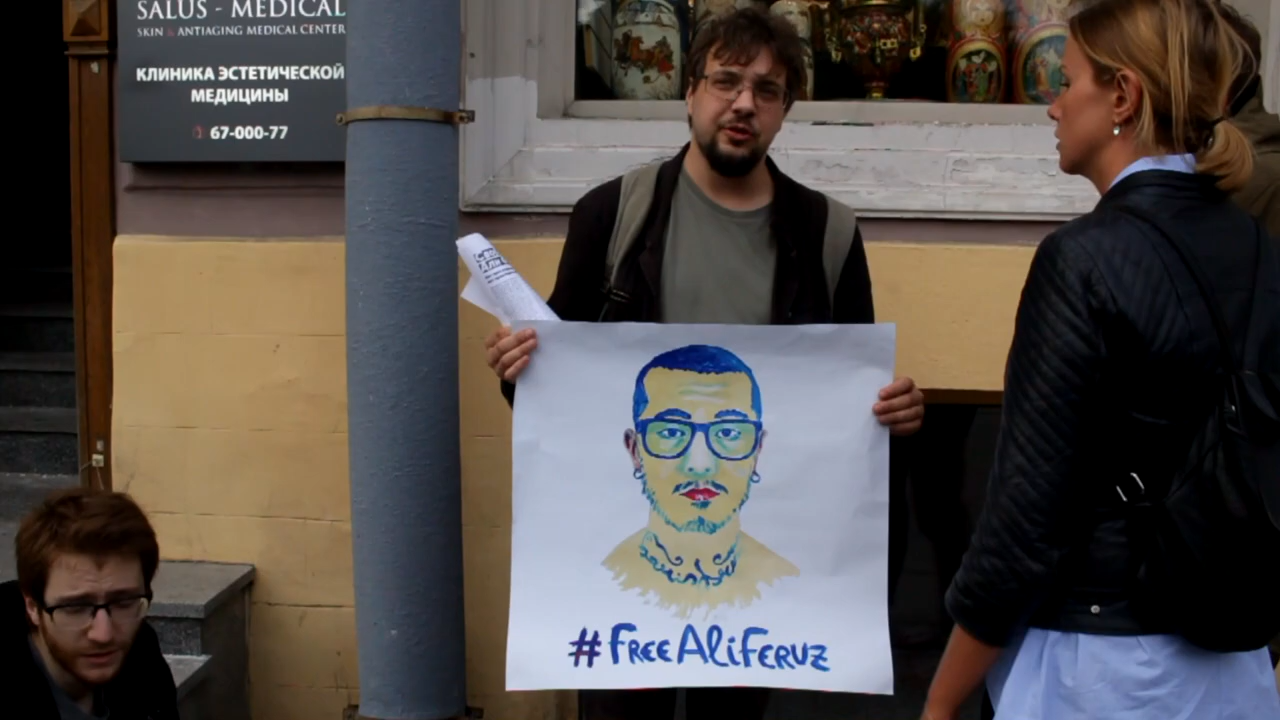 SALUS - MEDICAL
SKIN & ANTIAGING MEDICAL CENTER
КЛИНИКА ЭСТЕТИЧЕСКОЙ
МЕДИЦИНЫ
67-000-77
#FREEALiFERUZ